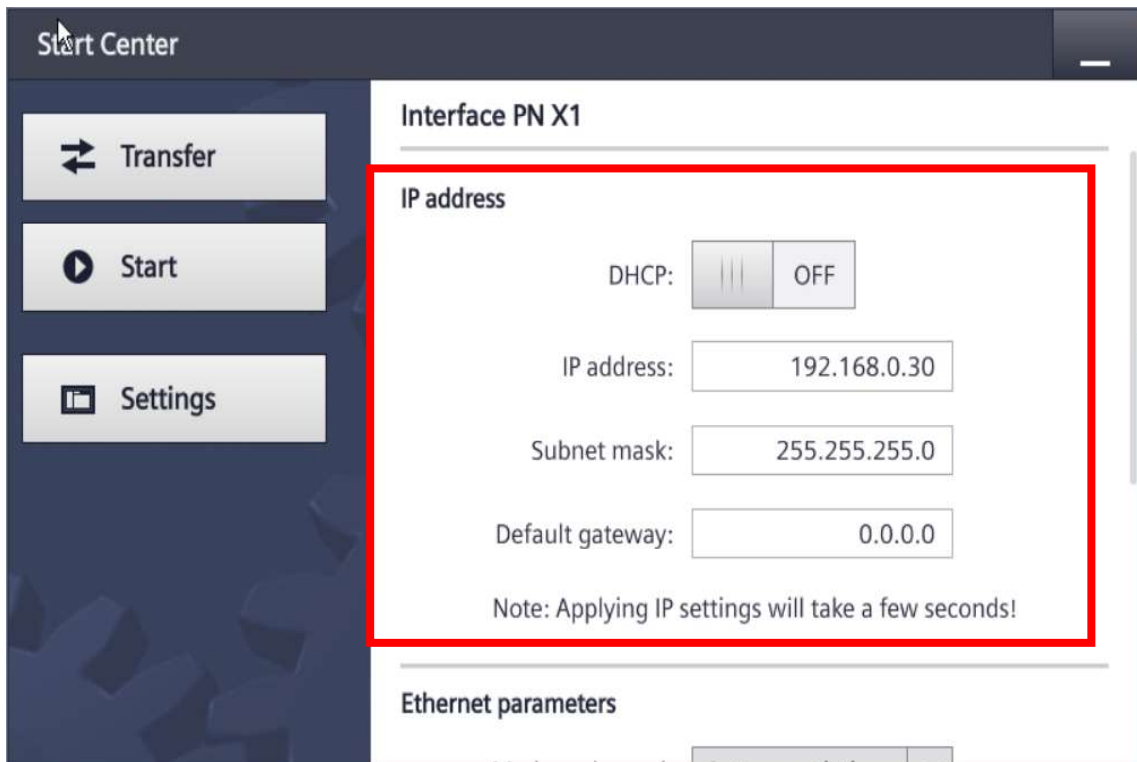 Start Center
Transfer
Start
Settings
Interface PN X1
IP address
DHCP: OFF
IP address: 192.168.0.30
Subnet mask: 255.255.255.0
Default gateway: 0.0.0.0
Note: Applying IP settings will take a few seconds!
Ethernet parameters